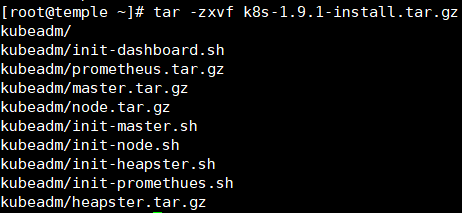 [root@temple ~]# tar -zxvf k8s-1.9.1-install.tar.gz
kubeadm/
kubeadm/init-dashboard.sh
kubeadm/prometheus.tar.gz
kubeadm/master.tar.gz
kubeadm/node.tar.gz
kubeadm/init-master.sh
kubeadm/init-node.sh
kubeadm/init-heapster.sh
kubeadm/init-promethues.sh
kubeadm/heapster.tar.gz